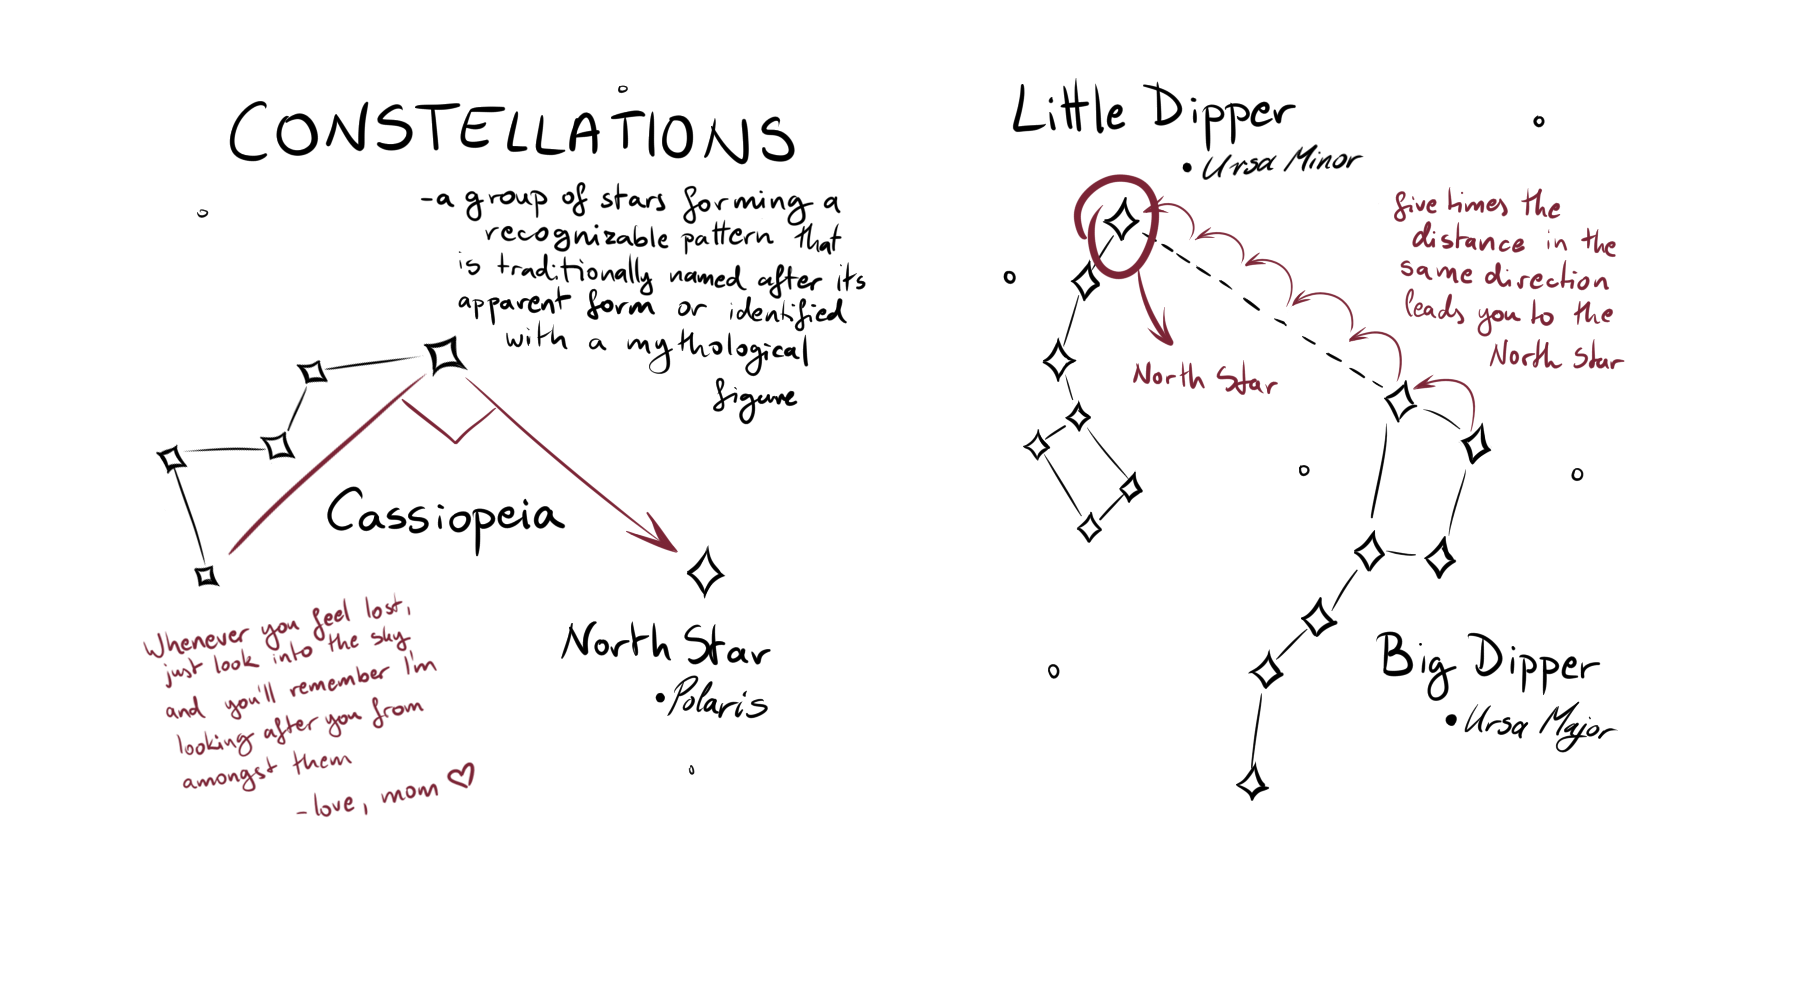 CONSTELLATIONS
-a group of stars forming a
recognizable pattern that
is traditionally named after its
apparent form or identified
with a mythological
figure
Cassiopeia
North Star
• Polaris
Whenever you feel lost,
just look into the sky
and you'll remember I'm
looking after you from
amongst them
- love, mom ♡
Little Dipper
• Ursa Minor
five times the
distance in the
same direction
leads you to the
North Star
North Star
Big Dipper
• Ursa Major